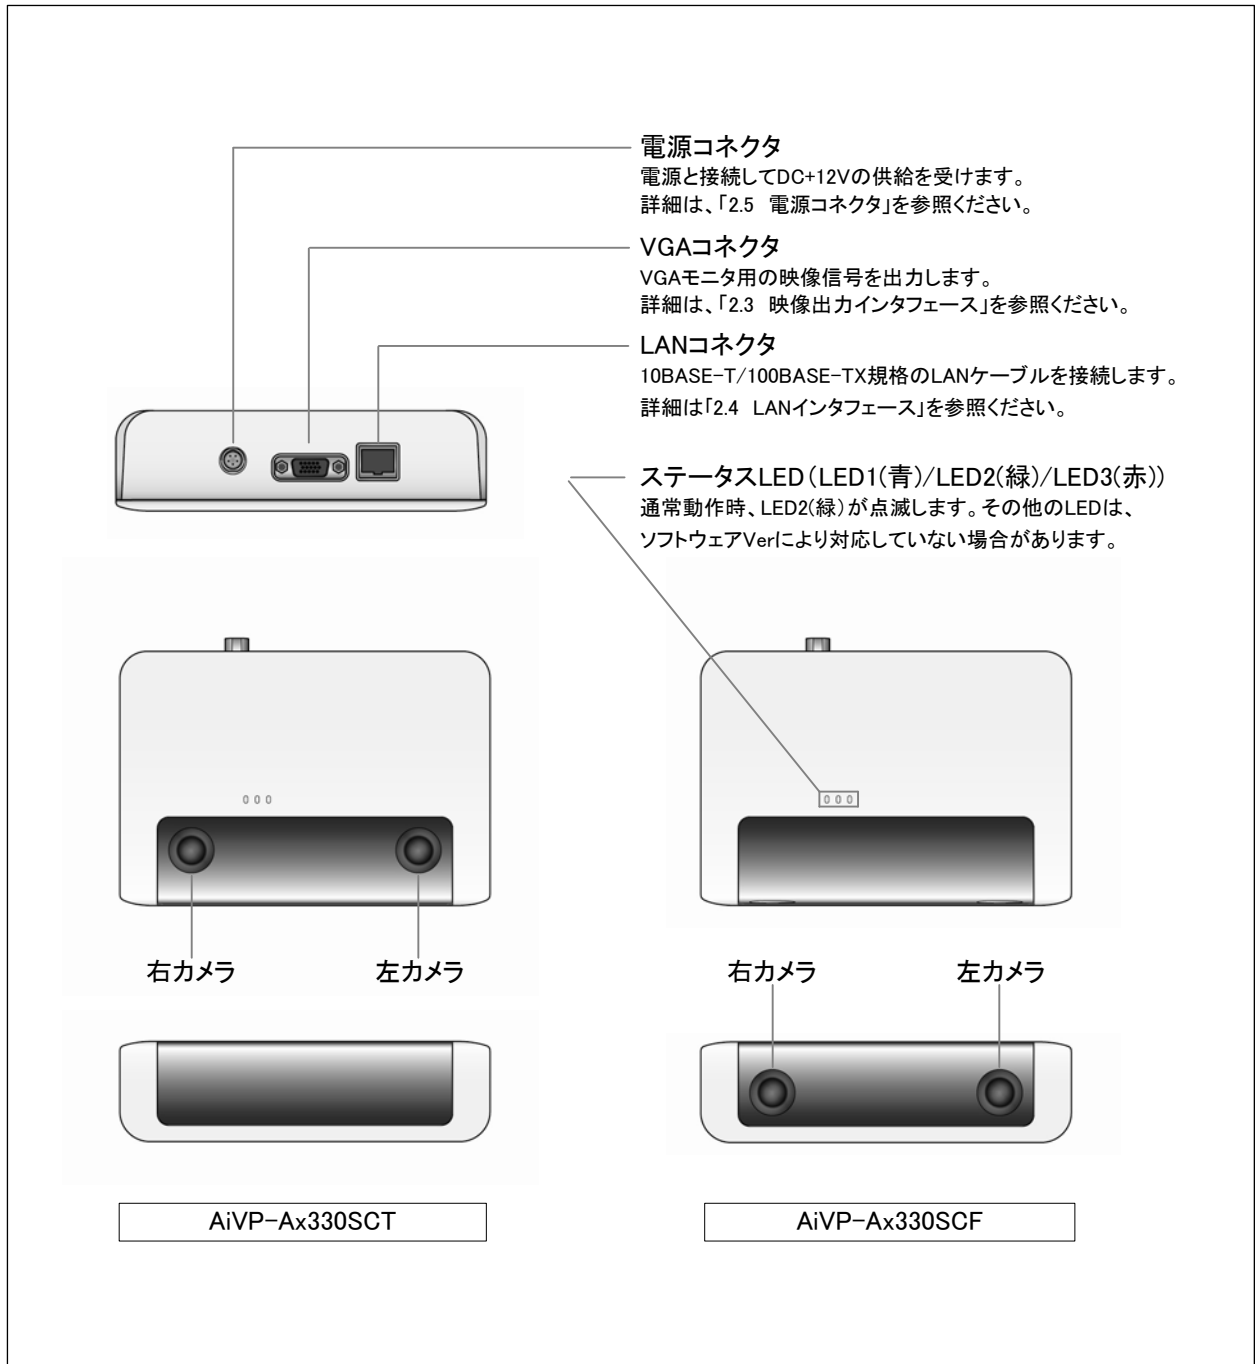 電源コネクタ
電源と接続してDC+12Vの供給を受けます。
詳細は、「2.5　電源コネクタ」を参照ください。
VGAコネクタ
VGAモニタ用の映像信号を出力します。
詳細は、「2.3　映像出力インタフェース」を参照ください。
LANコネクタ
10BASE-T/100BASE-TX規格のLANケーブルを接続します。
詳細は「2.4　LANインタフェース」を参照ください。
ステータスLED（LED1(青)/LED2(緑)/LED3(赤)）
通常動作時、LED2(緑）が点滅します。その他のLEDは、
ソフトウェアVerにより対応していない場合があります。
右カメラ　左カメラ
右カメラ　左カメラ
AiVP-Ax330SCT
AiVP-Ax330SCF